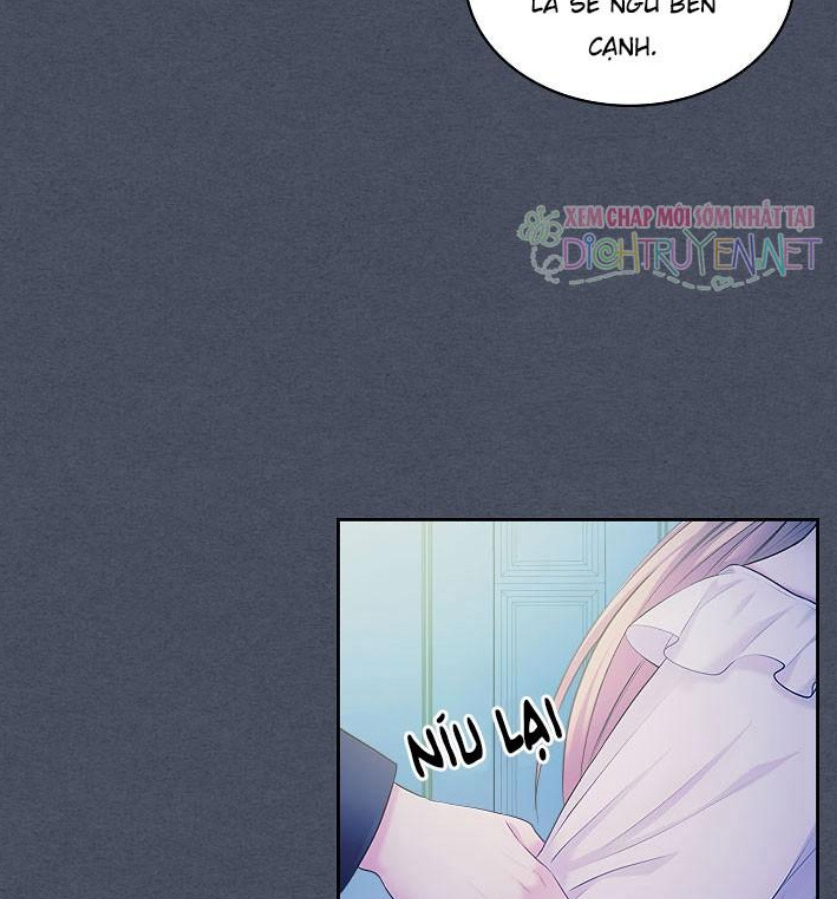 LÀ SẼ NGỦ BÊN
CẠNH.
XEM CHAP MỚI SỚM NHẤT TẠI
DICHTRUYEN.NET
NÍU LẠI